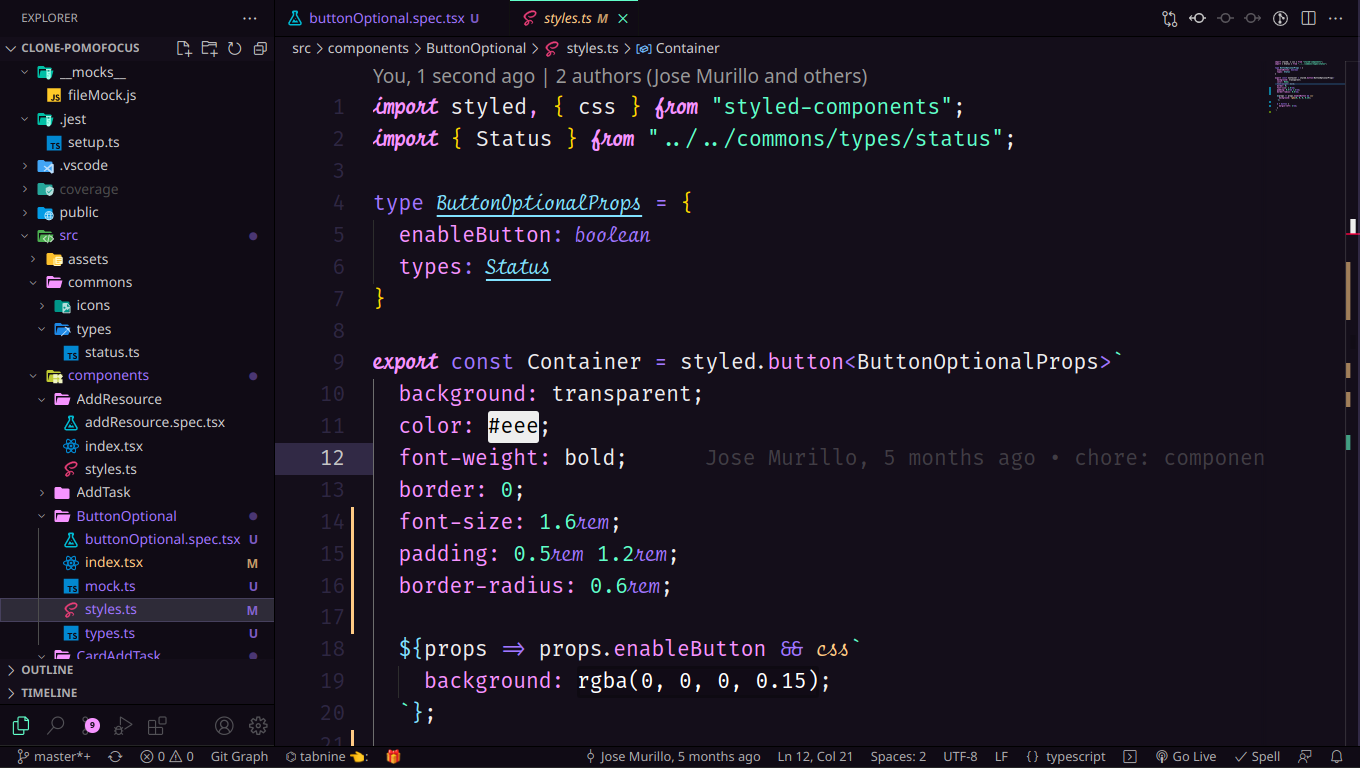 EXPLORER
CLONE-POMOFOCUS
__mocks__
fileMock.js
.jest
setup.ts
.vscode
coverage
public
src
assets
commons
icons
types
status.ts
components
AddResource
addResource.spec.tsx
index.tsx
styles.ts
AddTask
ButtonOptional
buttonOptional.spec.tsx U
index.tsx M
mock.ts U
styles.ts M
types.ts U
CardAddTask
OUTLINE
TIMELINE
9
buttonOptional.spec.tsx U
styles.ts M
src > components > ButtonOptional > styles.ts > Container
You, 1 second ago | 2 authors (Jose Murillo and others)
1 import styled, { css } from "styled-components";
2 import { Status } from "../../commons/types/status";
3
4 type ButtonOptionalProps = {
5 enableButton: boolean
6 types: Status
7 }
8
9 export const Container = styled.button<ButtonOptionalProps>`
10 background: transparent;
11 color: #eee;
12 font-weight: bold; Jose Murillo, 5 months ago • chore: componen
13 border: 0;
14 font-size: 1.6rem;
15 padding: 0.5rem 1.2rem;
16 border-radius: 0.6rem;
17
18 ${props => props.enableButton && css`
19 background: rgba(0, 0, 0, 0.15);
20 `};
21
master*+ 0 0 Git Graph tabnine 👈: 🎁 Jose Murillo, 5 months ago Ln 12, Col 21 Spaces: 2 UTF-8 LF {} typescript Go Live Spell